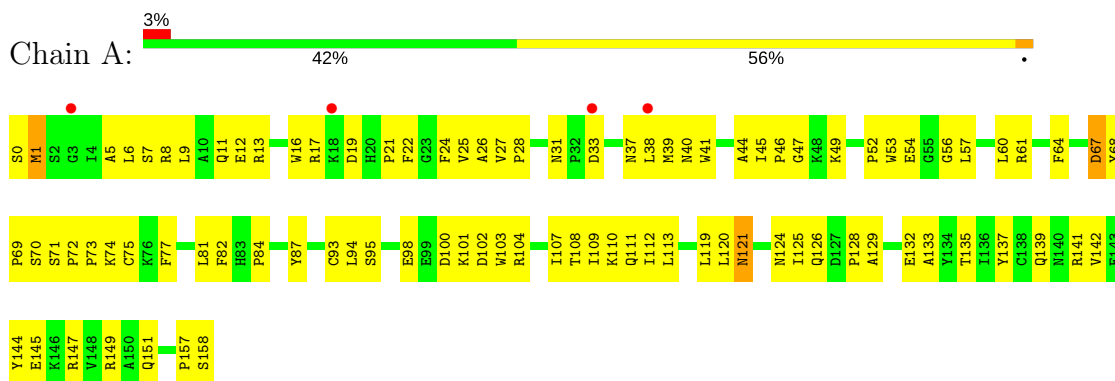 3%
Chain A:
42% 56% •
S0 M1 S2 G3 I4 A5 L6 S7 R8 L9 A10 Q11 E12 R13 W16 R17 K18 D19 H20 P21 F22 G23 F24 V25 A26 V27 P28 N31 P32 D33 N37 L38 M39 N40 W41 A44 I45 P46 G47 K48 K49 P52 W53 E54 G55 G56 L57 L60 R61 F64 D67 Y68
P69 S70 S71 P72 P73 K74 C75 K76 F77 L81 F82 H83 P84 Y87 C93 L94 S95 E98 E99 D100 K101 D102 W103 R104 I107 T108 I109 K110 Q111 I112 L113 L119 L120 N121 N124 I125 Q126 D127 P128 A129 E132 A133 Y134 T135 I136 Y137 C138 Q139 N140 R141 V142 E143
Y144 E145 K146 R147 V148 R149 A150 Q151 P157 S158